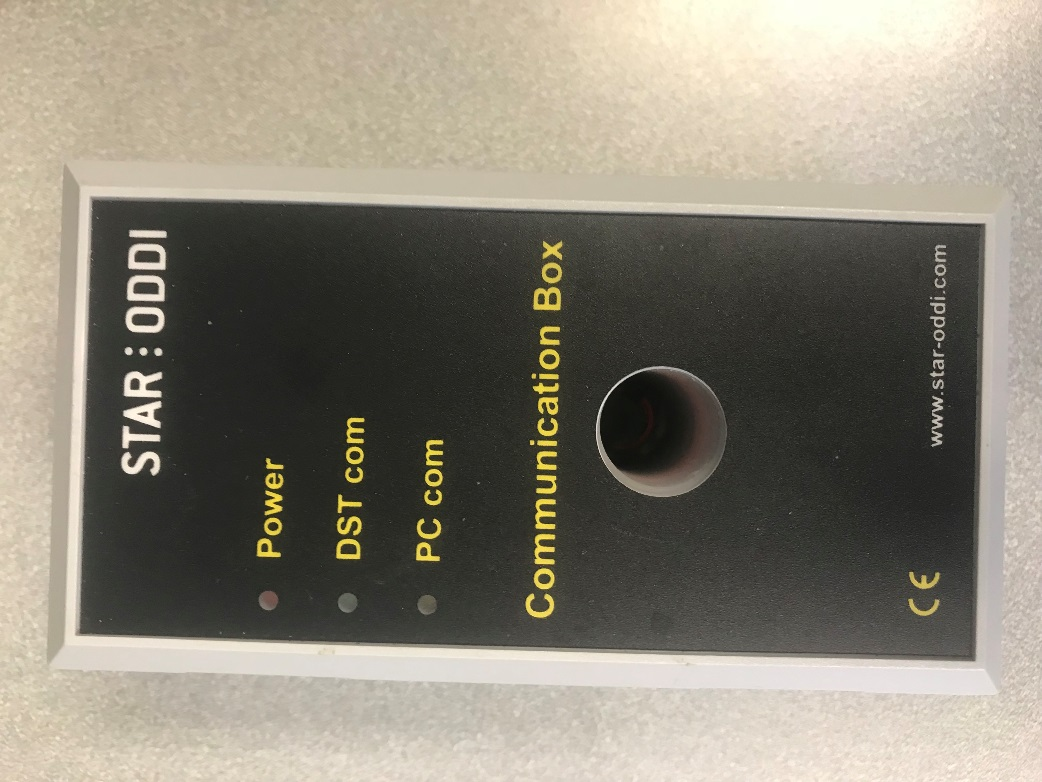 STAR:ODDI
Power
DST com
PC com
Communication Box
CE
www.star-oddi.com